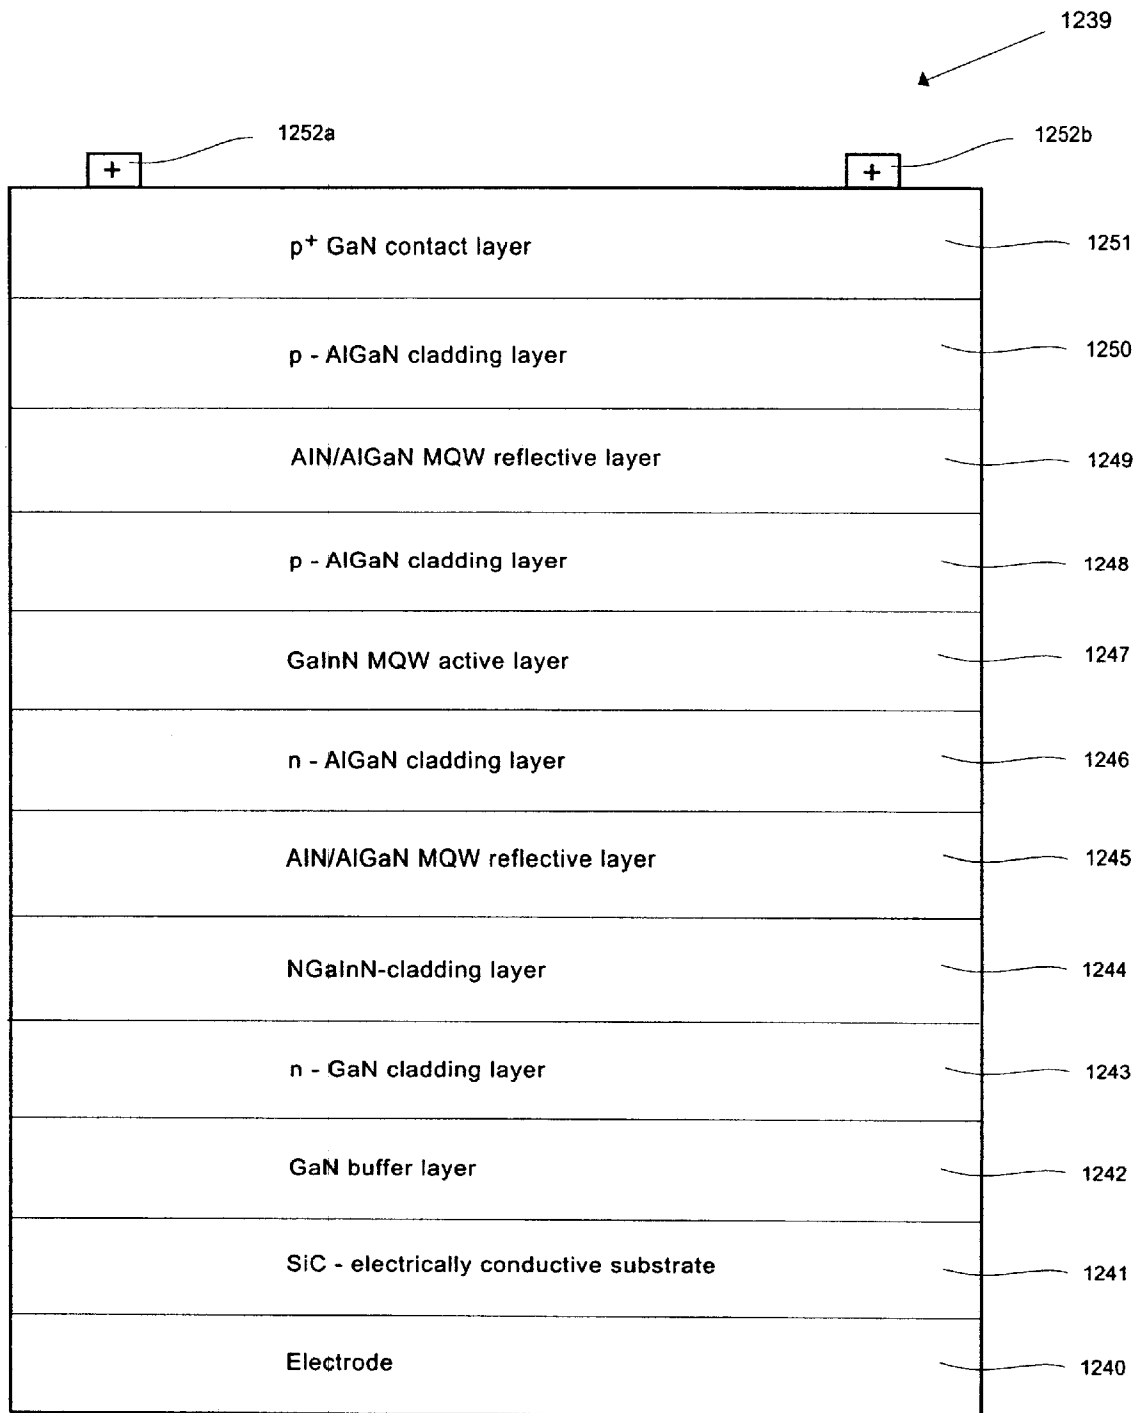 1239
1252a
1252b
+
+
p+ GaN contact layer
1251
p - AlGaN cladding layer
1250
AlN/AlGaN MQW reflective layer
1249
p - AlGaN cladding layer
1248
GaInN MQW active layer
1247
n - AlGaN cladding layer
1246
AlN/AlGaN MQW reflective layer
1245
NGaInN-cladding layer
1244
n - GaN cladding layer
1243
GaN buffer layer
1242
SiC - electrically conductive substrate
1241
Electrode
1240